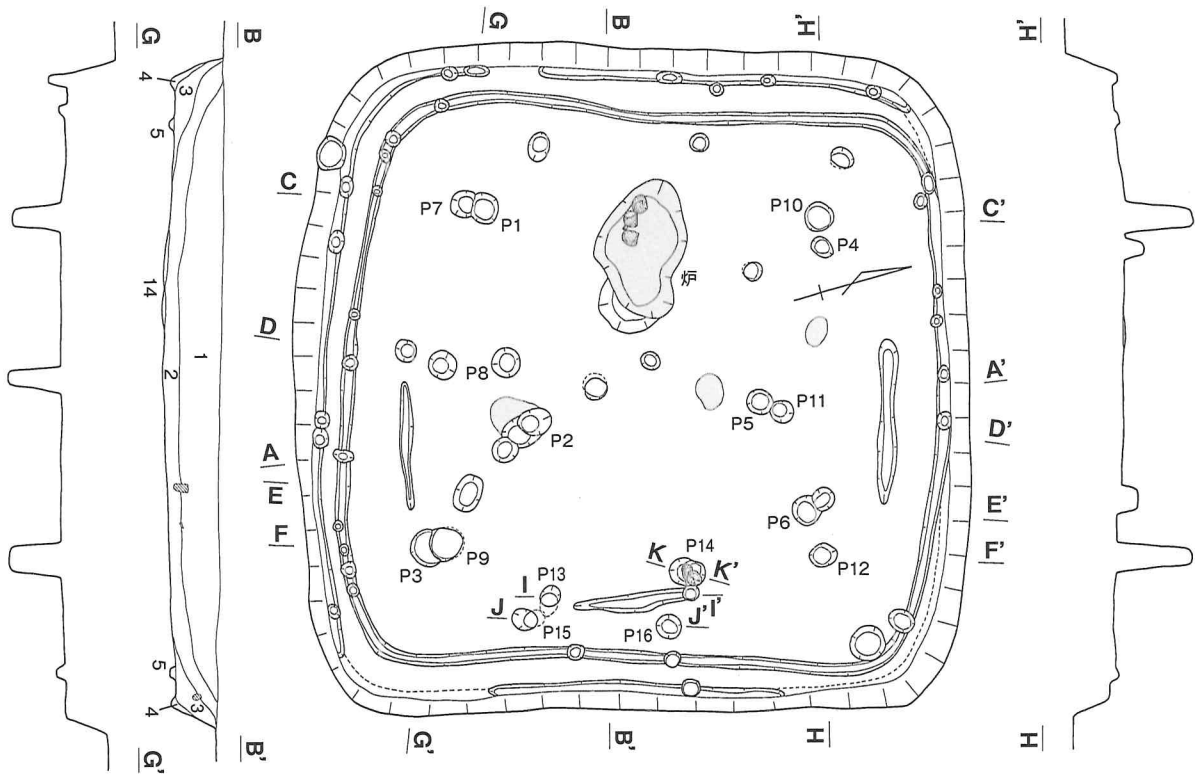 G
B
G
B
H'
H'
4
3
5
C
C'
P7
P1
P10
P4
炉
14
D
1
2
P8
A'
P5
P11
D'
P2
A
E
E'
P6
F
F'
P3
P9
P12
K
P14
K'
I
P13
I'
J
P15
P16
J'
5
3
4
G'
B'
G'
B'
H
H